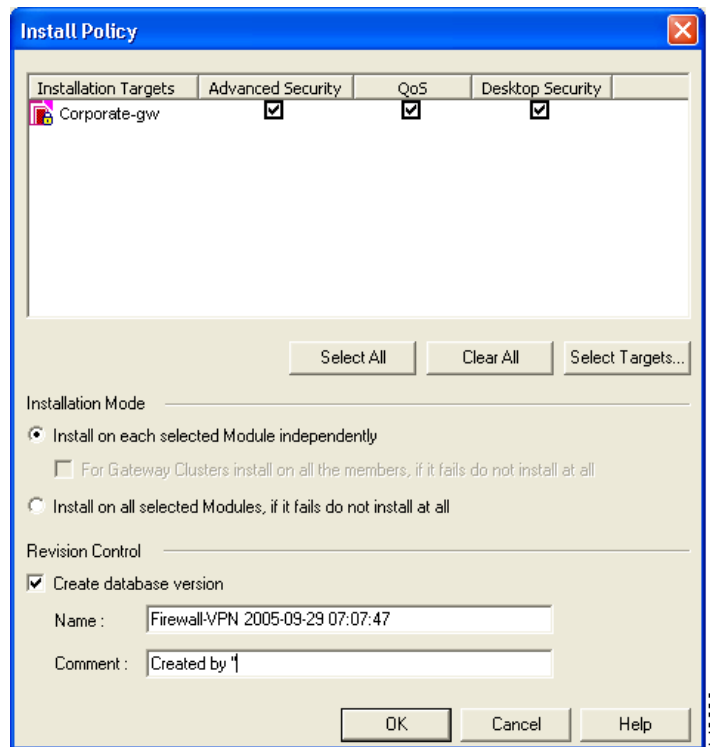 Install Policy
Installation Targets Advanced Security QoS Desktop Security
Corporate-gw
Select All Clear All Select Targets...
Installation Mode
Install on each selected Module independently
For Gateway Clusters install on all the members, if it fails do not install at all
Install on all selected Modules, if it fails do not install at all
Revision Control
Create database version
Name : Firewall-VPN 2005-09-29 07:07:47
Comment : Created by "
OK Cancel Help